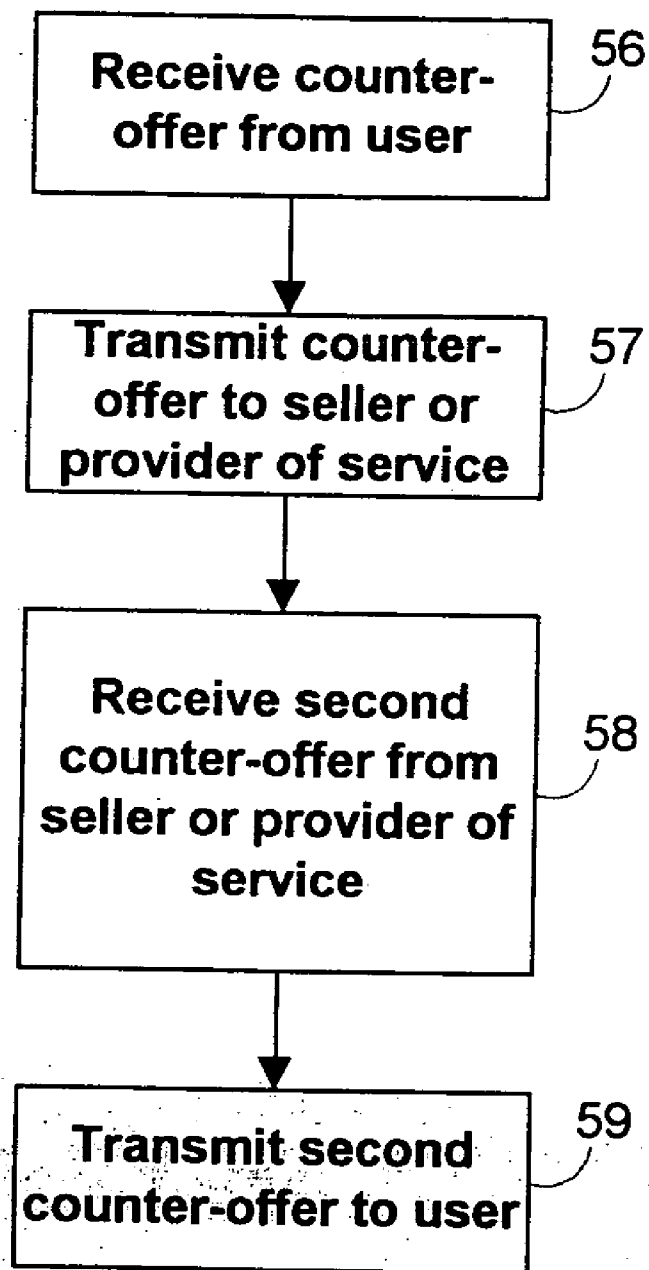 56
Receive counter-
offer from user
57
Transmit counter-
offer to seller or
provider of service
58
Receive second
counter-offer from
seller or provider of
service
59
Transmit second
counter-offer to user